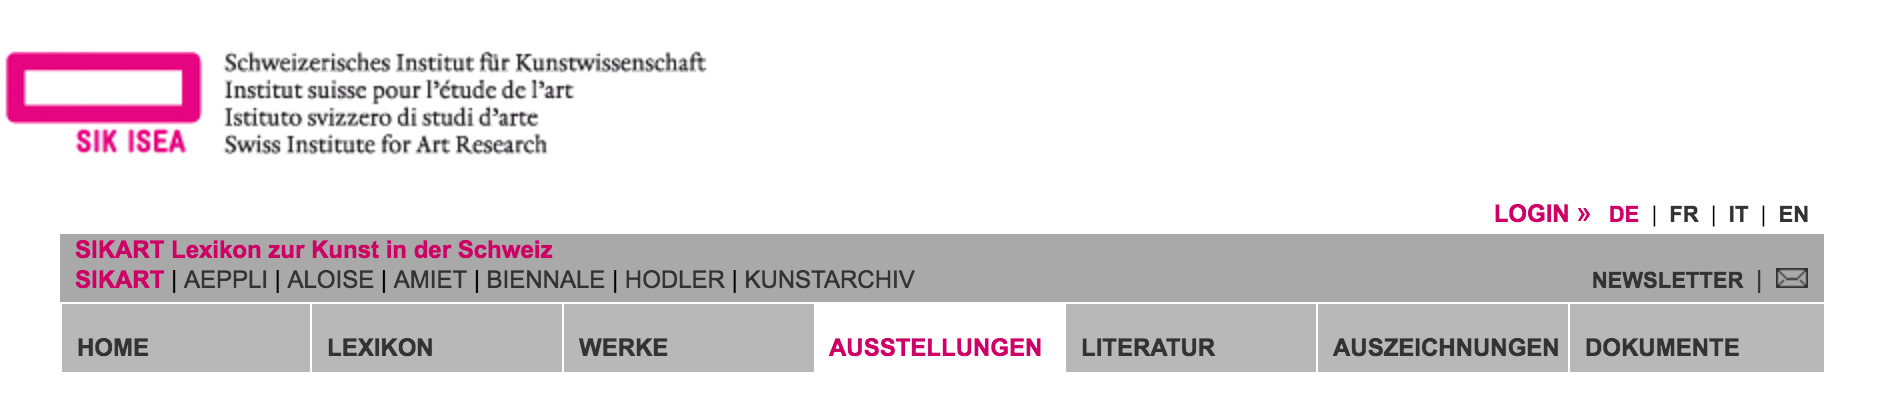 Schweizerisches Institut für Kunstwissenschaft
Institut suisse pour l'étude de l'art
Istituto svizzero di studi d'arte
Swiss Institute for Art Research
SIK ISEA
LOGIN » DE | FR | IT | EN
SIKART Lexikon zur Kunst in der Schweiz
SIKART | AEPPLI | ALOISE | AMIET | BIENNALE | HODLER | KUNSTARCHIV
NEWSLETTER |
HOME LEXIKON WERKE AUSSTELLUNGEN LITERATUR AUSZEICHNUNGEN DOKUMENTE